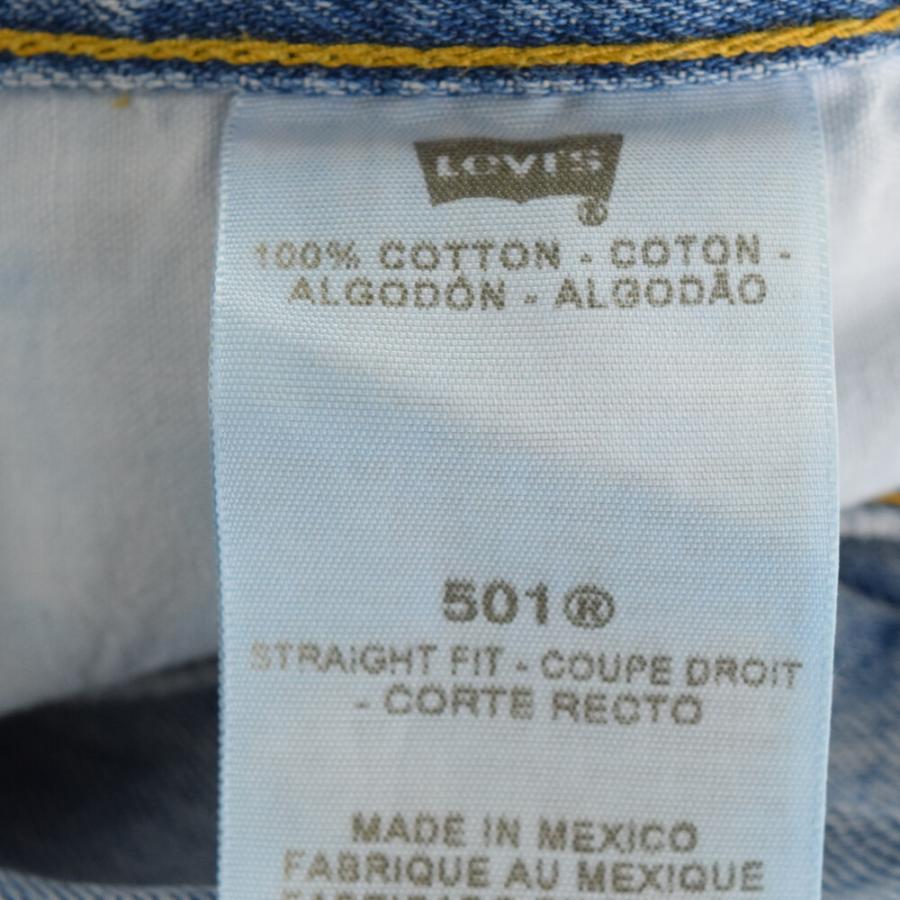 Levi's
®
100% COTTON - COTON -
ALGODÓN - ALGODÃO
501®
STRAIGHT FIT - COUPE DROIT
- CORTE RECTO
MADE IN MEXICO
FABRIQUE AU MEXIQUE